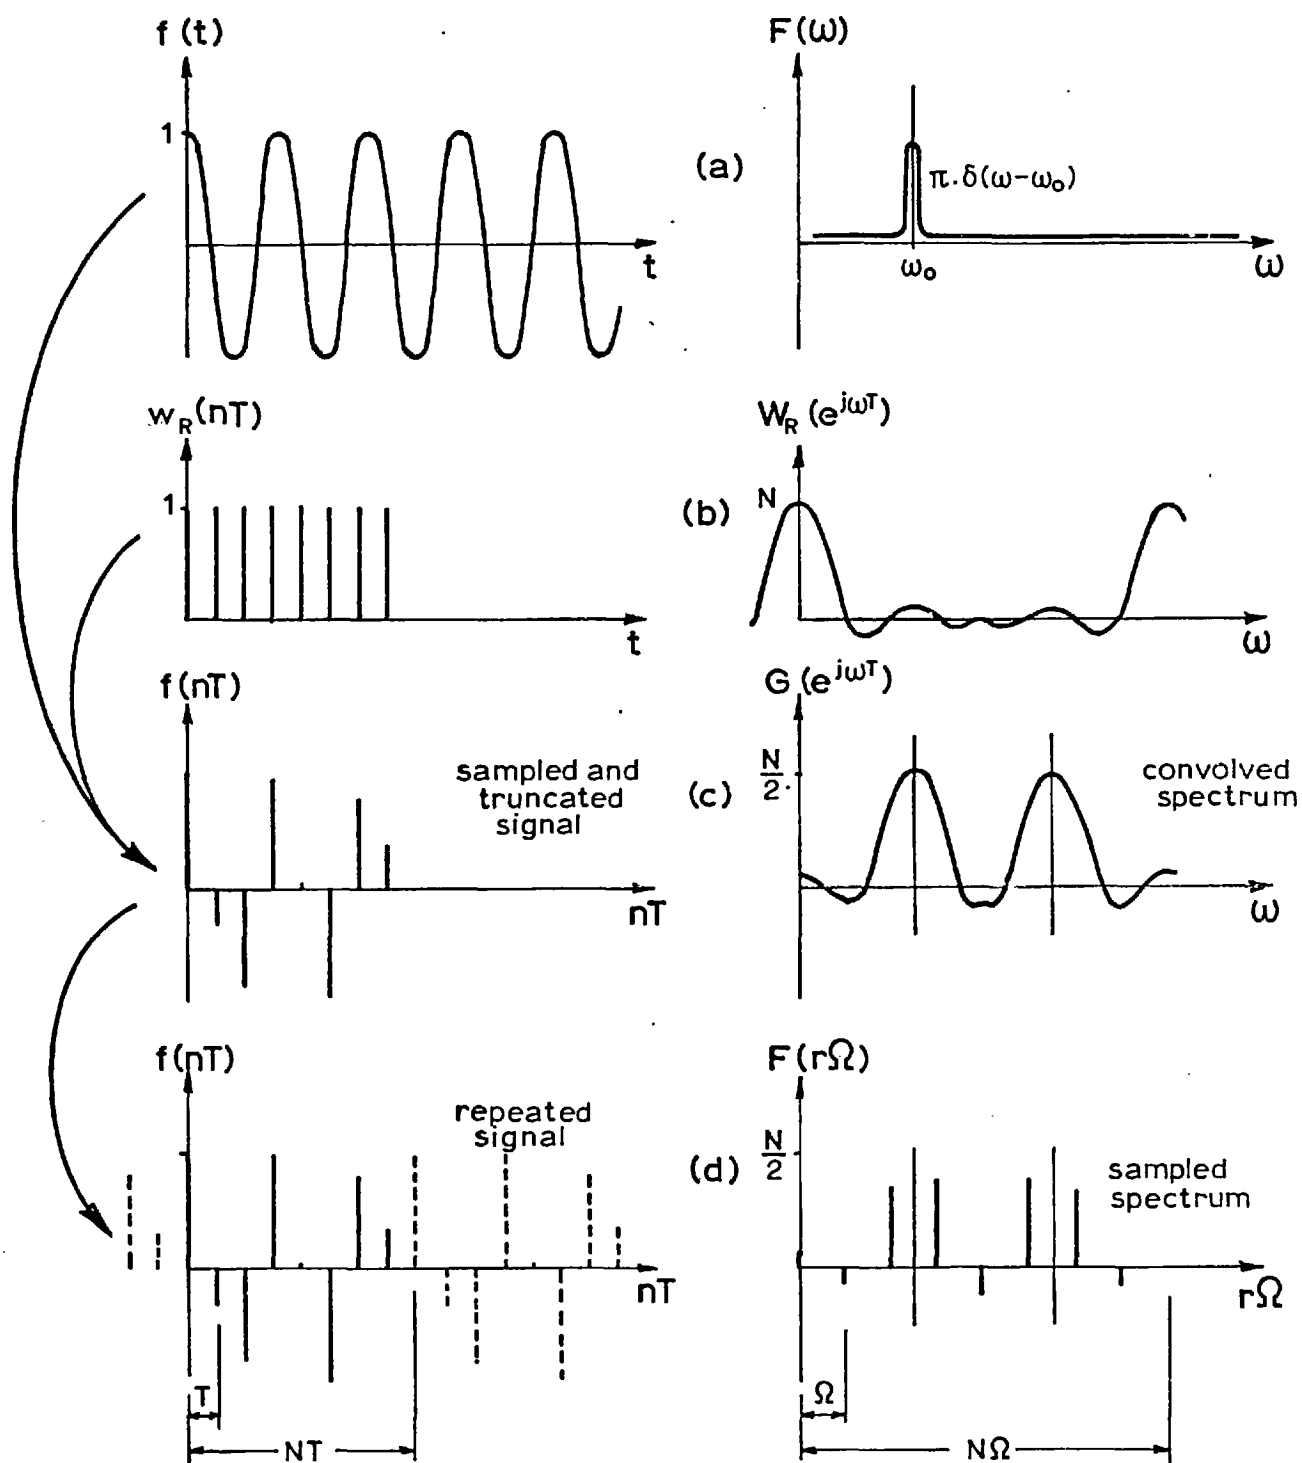 f(t)
F(ω)
1
(a)
π.δ(ω−ω₀)
t
ω₀
ω
w_R(nT)
W_R(e^{jωT})
1
(b)
N
t
ω
f(nT)
G(e^{jωT})
sampled and
truncated
signal
(c)
N/2
convolved
spectrum
nT
ω
f(nT)
F(rΩ)
repeated
signal
(d)
N/2
sampled
spectrum
nT
rΩ
T
Ω
NT
NΩ